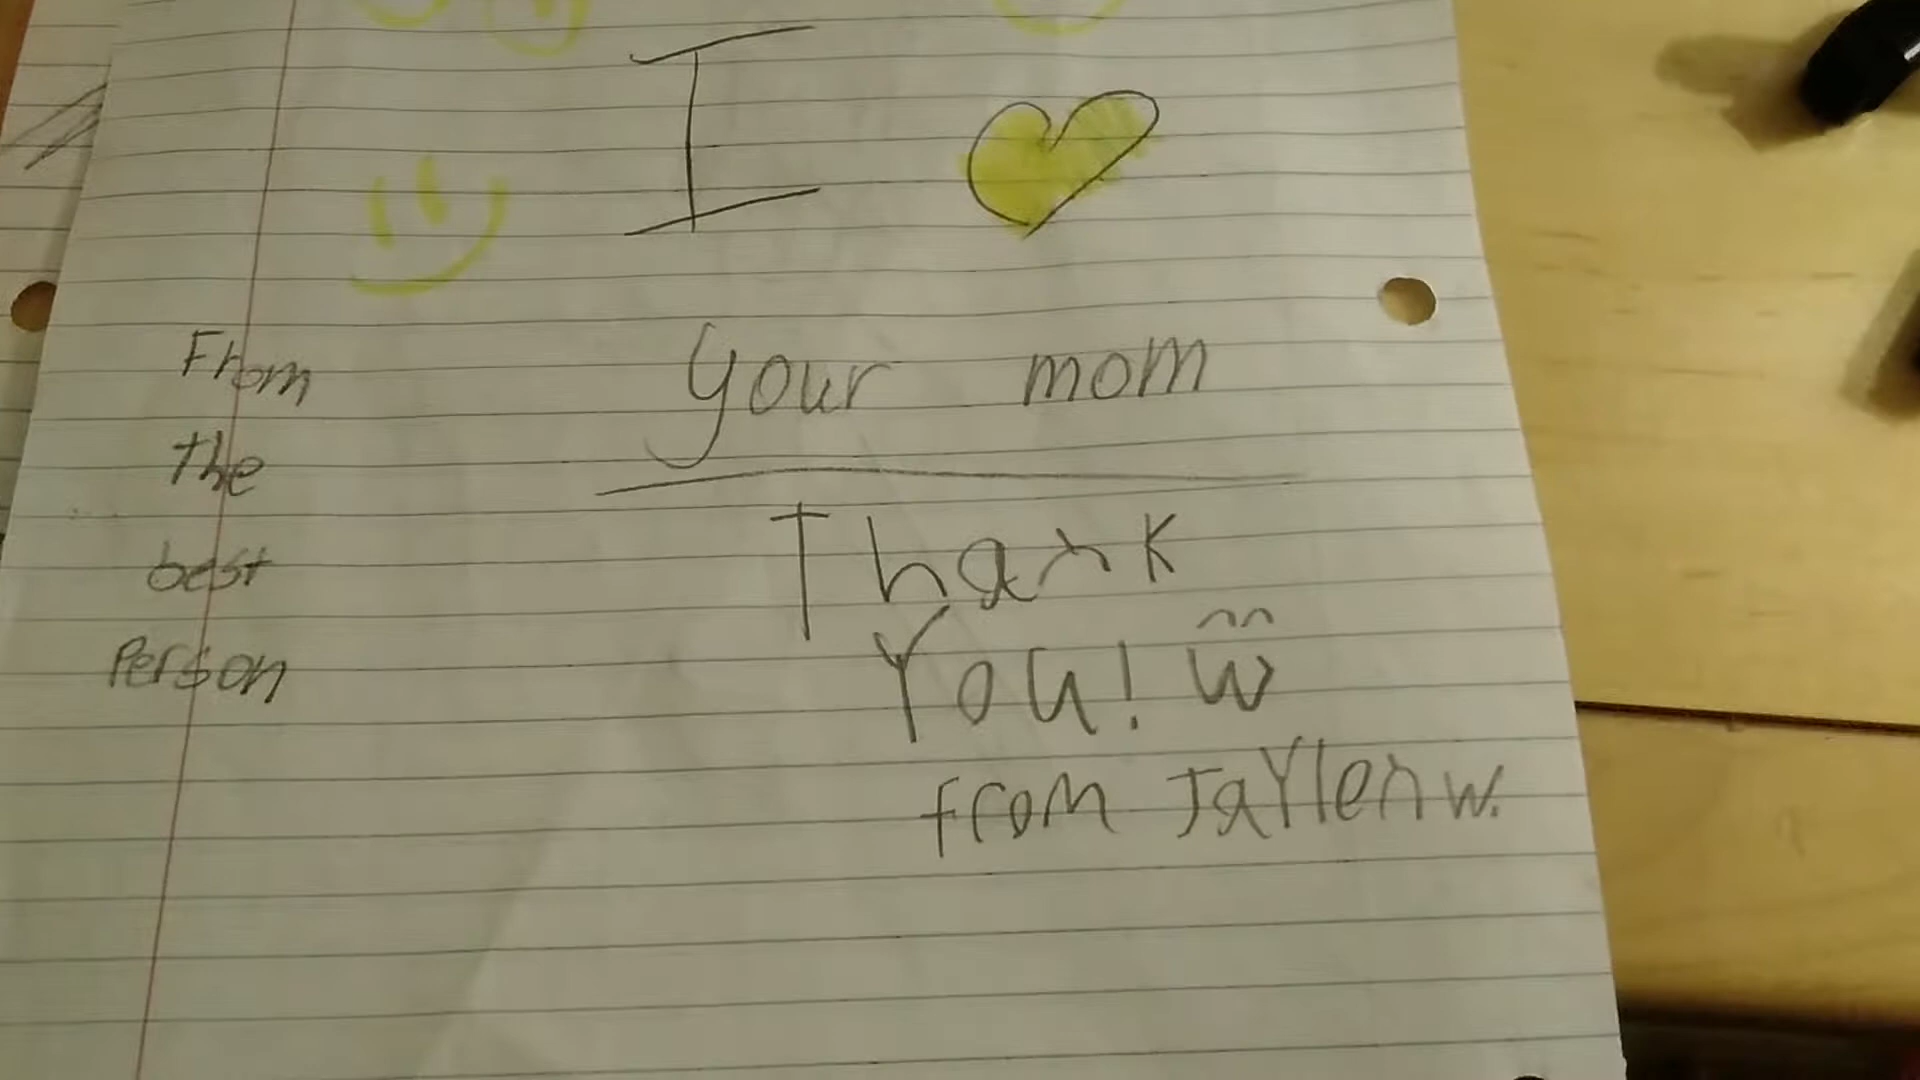 I
your mom
Thank
You! ŵ
from Jaylen w.
From
the
best
Person